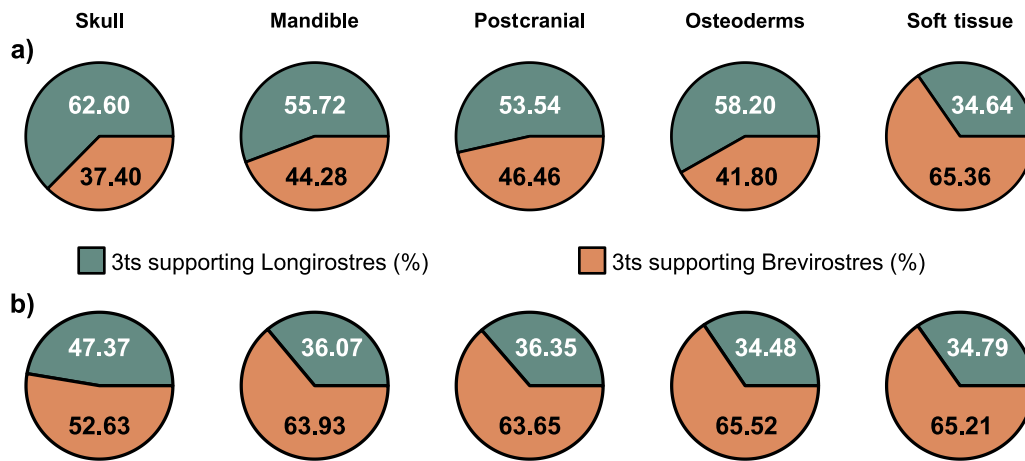 Skull Mandible Postcranial Osteoderms Soft tissue
a)
62.60 55.72 53.54 58.20 34.64
37.40 44.28 46.46 41.80 65.36
3ts supporting Longirostres (%) 3ts supporting Brevirostres (%)
b)
47.37 36.07 36.35 34.48 34.79
52.63 63.93 63.65 65.52 65.21